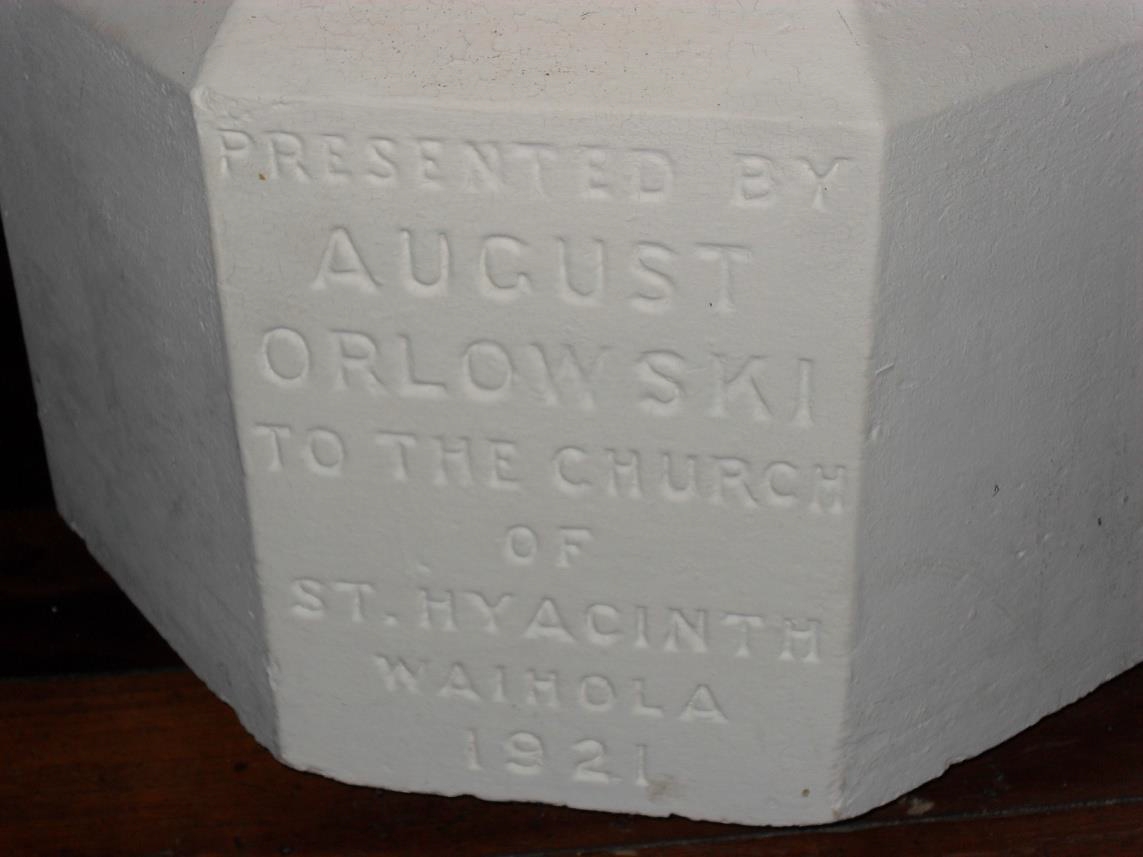 PRESENTED BY
AUGUST
ORLOWSKI
TO THE CHURCH
OF
ST. HYACINTH
WAIHOLA
1921